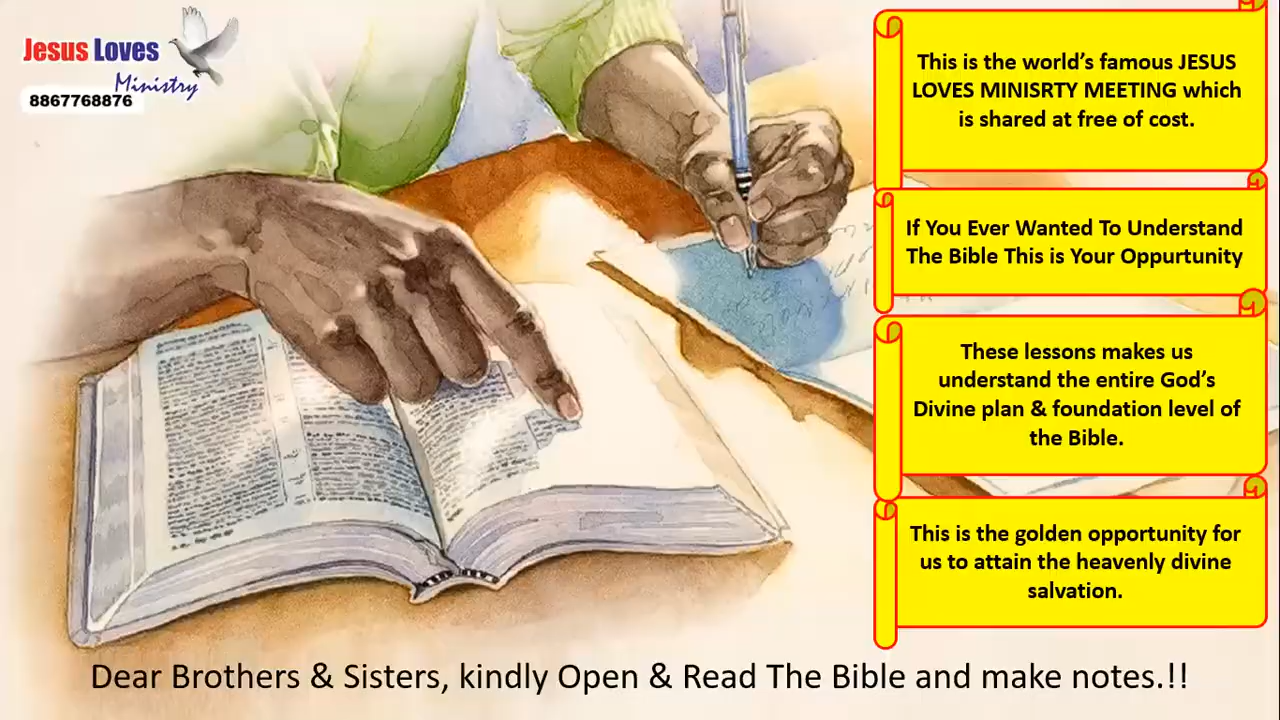 Jesus Loves
Ministry
8867768876
This is the world’s famous JESUS
LOVES MINISRTY MEETING which
is shared at free of cost.
If You Ever Wanted To Understand
The Bible This is Your Oppurtunity
These lessons makes us
understand the entire God’s
Divine plan & foundation level of
the Bible.
This is the golden opportunity for
us to attain the heavenly divine
salvation.
Dear Brothers & Sisters, kindly Open & Read The Bible and make notes.!!